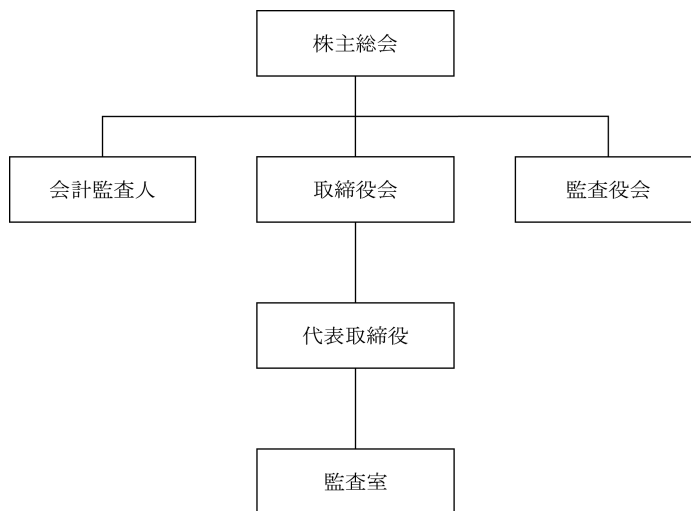 株主総会
会計監査人
取締役会
監査役会
代表取締役
監査室